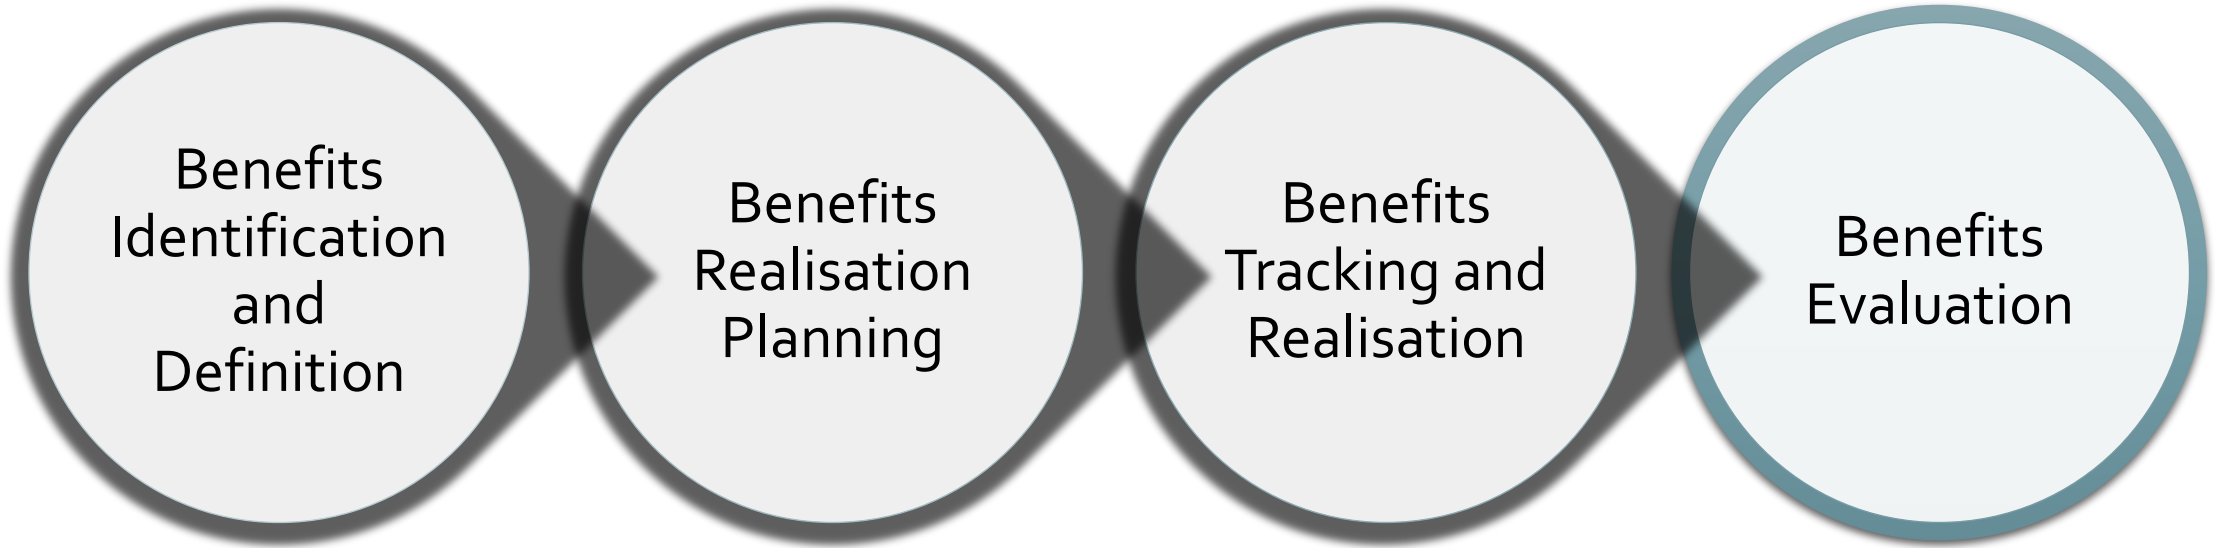 Benefits
Identification
and
Definition
Benefits
Realisation
Planning
Benefits
Tracking and
Realisation
Benefits
Evaluation